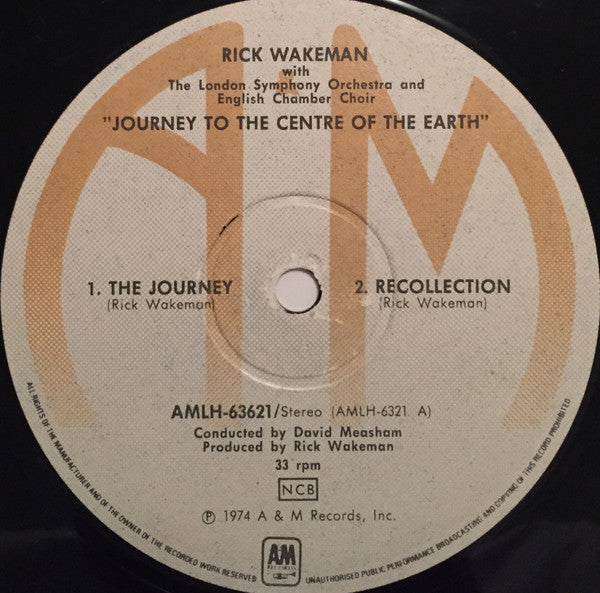 RICK WAKEMAN
with
The London Symphony Orchestra and
English Chamber Choir
"JOURNEY TO THE CENTRE OF THE EARTH"
1. THE JOURNEY
(Rick Wakeman)
2. RECOLLECTION
(Rick Wakeman)
AMLH-63621/Stereo (AMLH-6321 A)
Conducted by David Measham
Produced by Rick Wakeman
33 rpm
NCB
℗ 1974 A & M Records, Inc.
AM
RECORDS
ALL RIGHTS OF THE MANUFACTURER AND OF THE OWNER OF THE RECORDED WORK RESERVED
UNAUTHORISED PUBLIC PERFORMANCE BROADCASTING AND COPYING OF THIS RECORD PROHIBITED